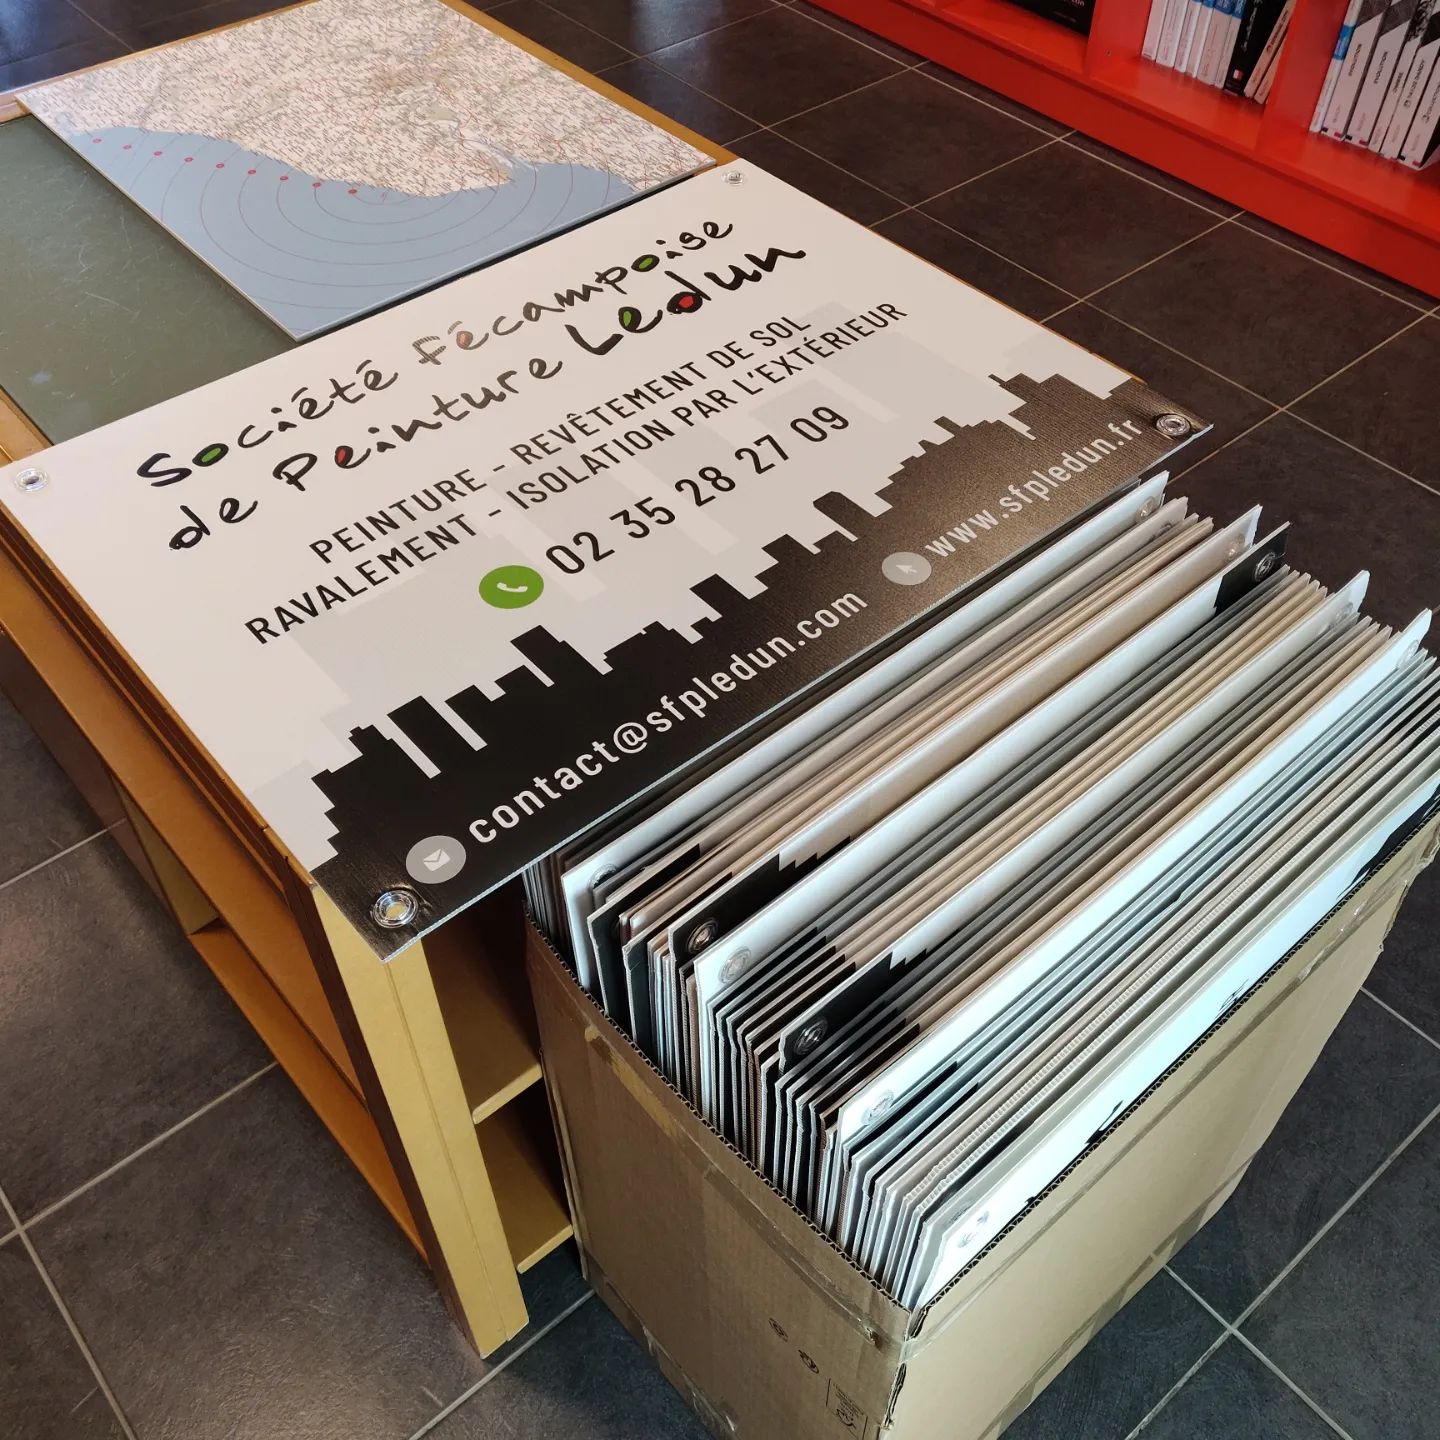 Société Fécampoise
de Peinture Ledun
PEINTURE - REVÊTEMENT DE SOL
RAVALEMENT - ISOLATION PAR L'EXTÉRIEUR
02 35 28 27 09
contact@sfpledun.com
www.sfpledun.fr